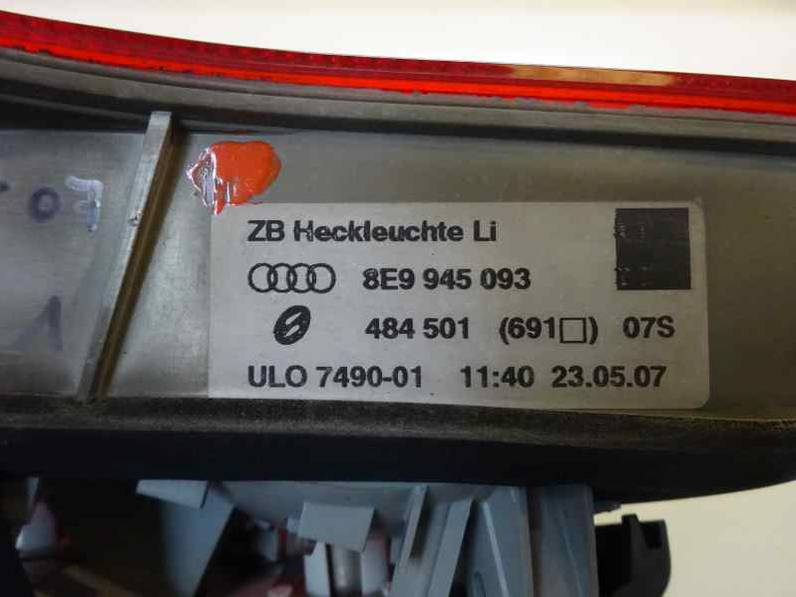 ZB Heckleuchte Li
8E9 945 093
484 501 (691□) 07S
ULO 7490-01 11:40 23.05.07